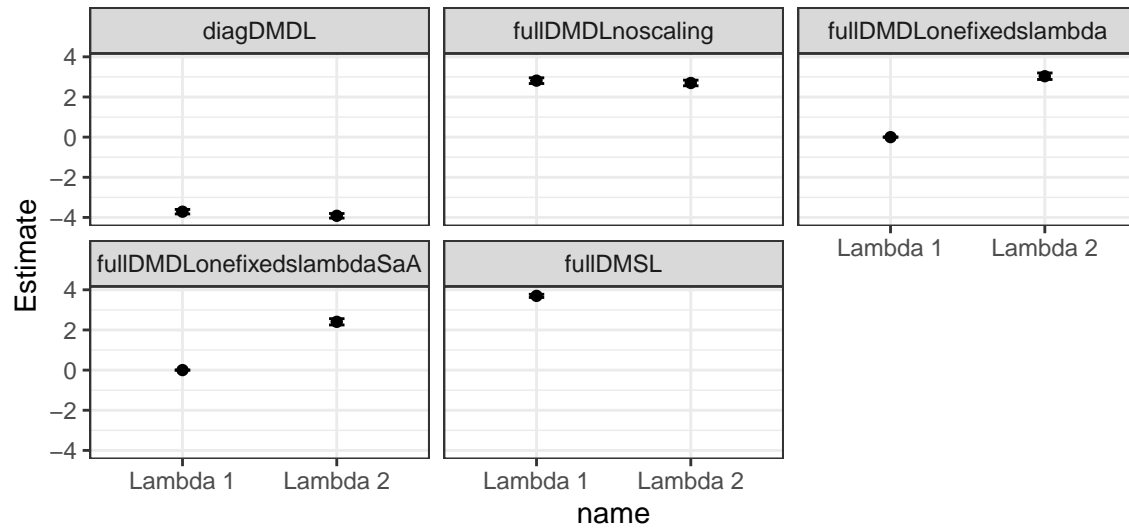 diagDMDL
fullDMDLnoscaling
fullDMDLonefixedslambda
4
2
0
−2
−4
Lambda 1
Lambda 2
fullDMDLonefixedslambdaSaA
fullDMSL
4
2
0
−2
−4
Lambda 1
Lambda 2
Lambda 1
Lambda 2
Estimate
name